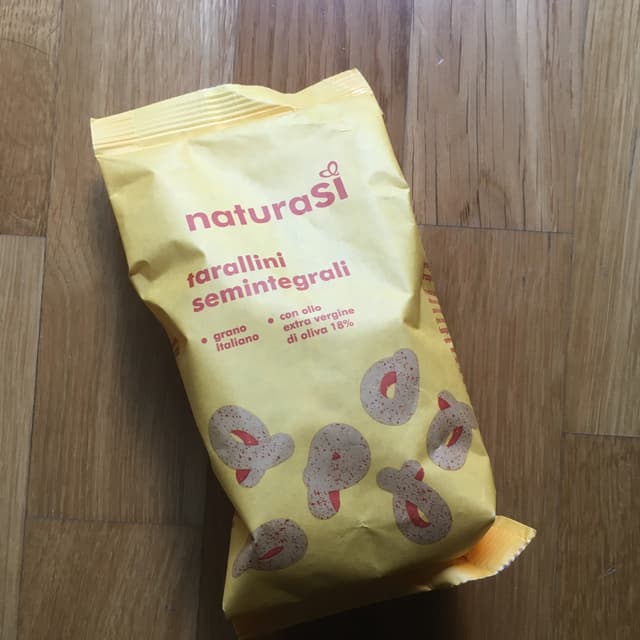 naturasì
tarallini
semintegrali
• grano
italiano
• con olio
extra vergine
di oliva 18%